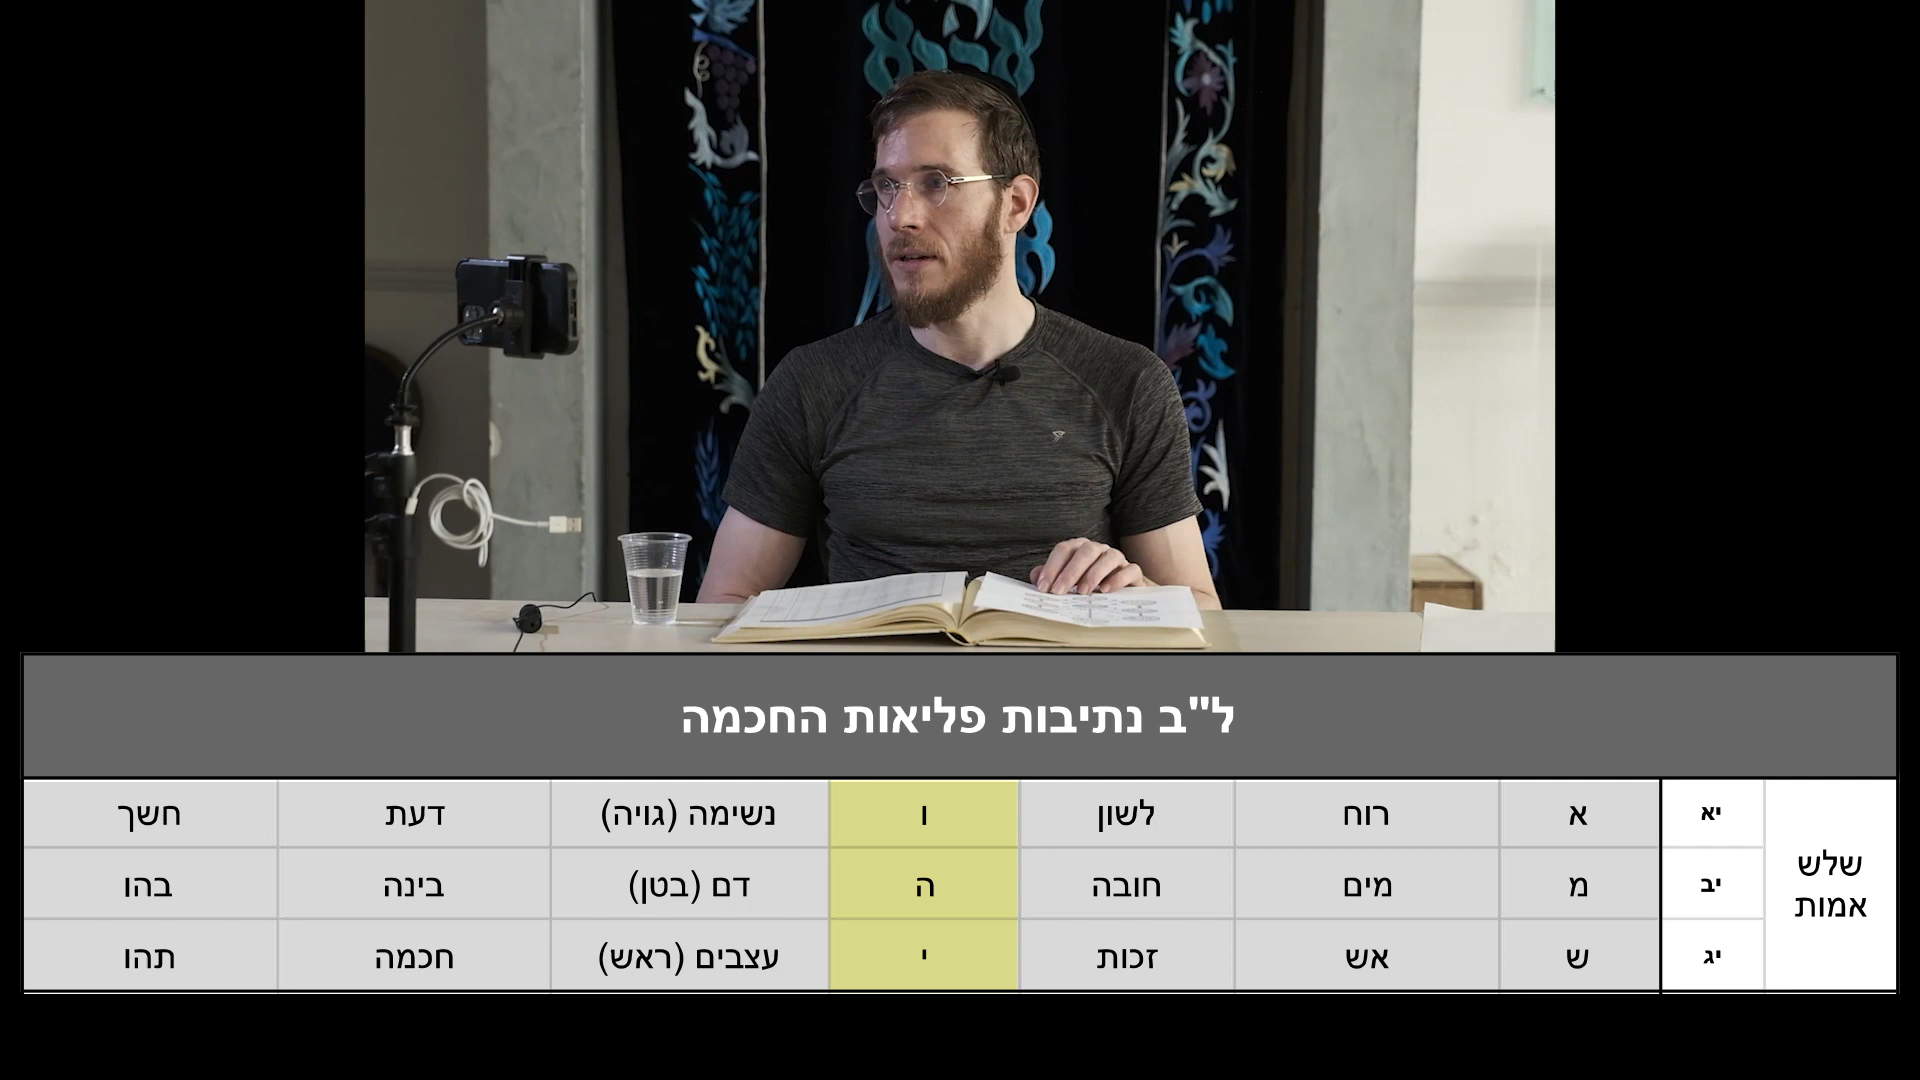 ל"ב נתיבות פליאות החכמה
שלש אמות
יא א רוח לשון ו נשימה (גויה) דעת חשך
יב מ מים חובה ה דם (בטן) בינה בהו
יג ש אש זכות י עצבים (ראש) חכמה תהו